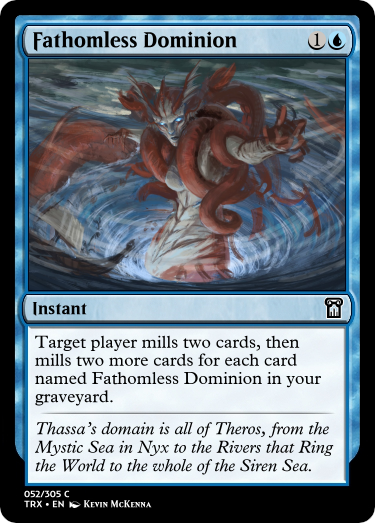 Fathomless Dominion 1
Instant
Target player mills two cards, then
mills two more cards for each card
named Fathomless Dominion in your
graveyard.
Thassa's domain is all of Theros, from the
Mystic Sea in Nyx to the Rivers that Ring
the World to the whole of the Siren Sea.
052/305 C
TRX • EN Kevin McKenna